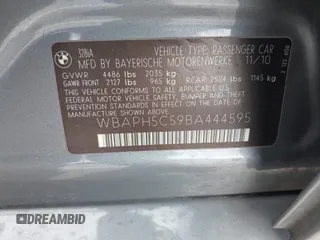 328iA VEHICLE TYPE: PASSENGER CAR
MFD BY BAYERISCHE MOTORENWERKE 11/10
GVWR 4486 lbs 2035 kg
GAWR FRONT 2127 lbs 965 kg REAR 2524 lbs 1145 kg
THIS VEHICLE CONFORMS TO ALL APPLICABLE FEDERAL MOTOR VEHICLE
SAFETY, BUMPER, AND THEFT PREVENTION STANDARDS IN EFFECT
ON THE DATE OF MANUFACTURE SHOWN ABOVE.
WBAPH5C59BA444595
DREAMBID